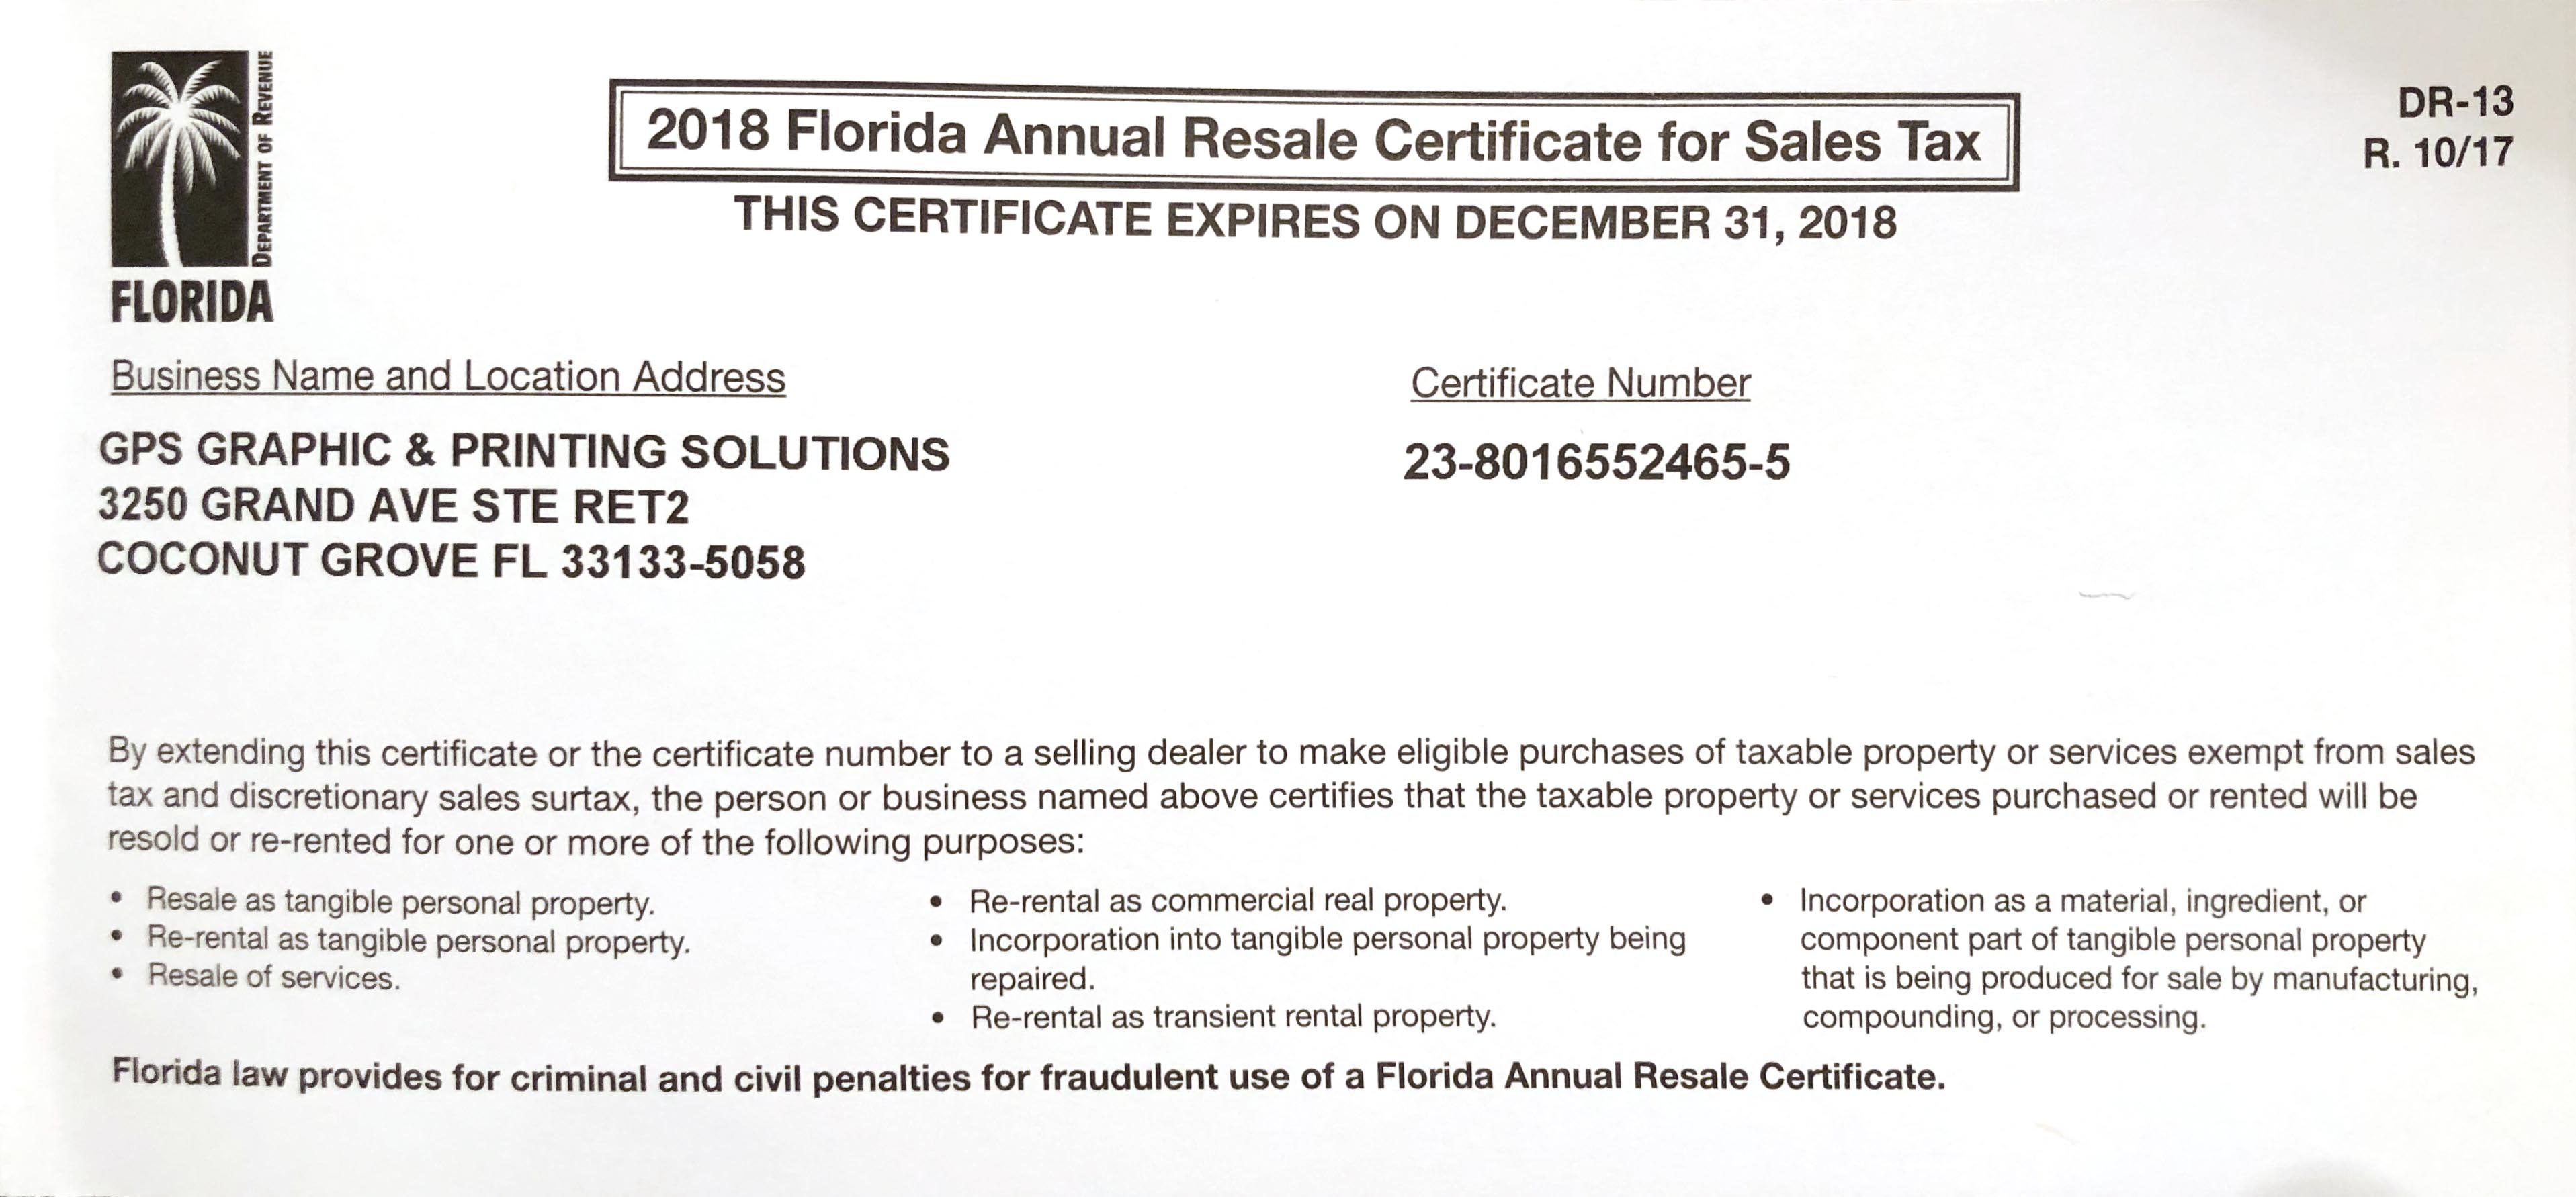 DEPARTMENT OF REVENUE
FLORIDA
2018 Florida Annual Resale Certificate for Sales Tax
THIS CERTIFICATE EXPIRES ON DECEMBER 31, 2018
DR-13
R. 10/17
Business Name and Location Address
GPS GRAPHIC & PRINTING SOLUTIONS
3250 GRAND AVE STE RET2
COCONUT GROVE FL 33133-5058
Certificate Number
23-8016552465-5
By extending this certificate or the certificate number to a selling dealer to make eligible purchases of taxable property or services exempt from sales
tax and discretionary sales surtax, the person or business named above certifies that the taxable property or services purchased or rented will be
resold or re-rented for one or more of the following purposes:
• Resale as tangible personal property.
• Re-rental as tangible personal property.
• Resale of services.
• Re-rental as commercial real property.
• Incorporation into tangible personal property being
repaired.
• Re-rental as transient rental property.
• Incorporation as a material, ingredient, or
component part of tangible personal property
that is being produced for sale by manufacturing,
compounding, or processing.
Florida law provides for criminal and civil penalties for fraudulent use of a Florida Annual Resale Certificate.